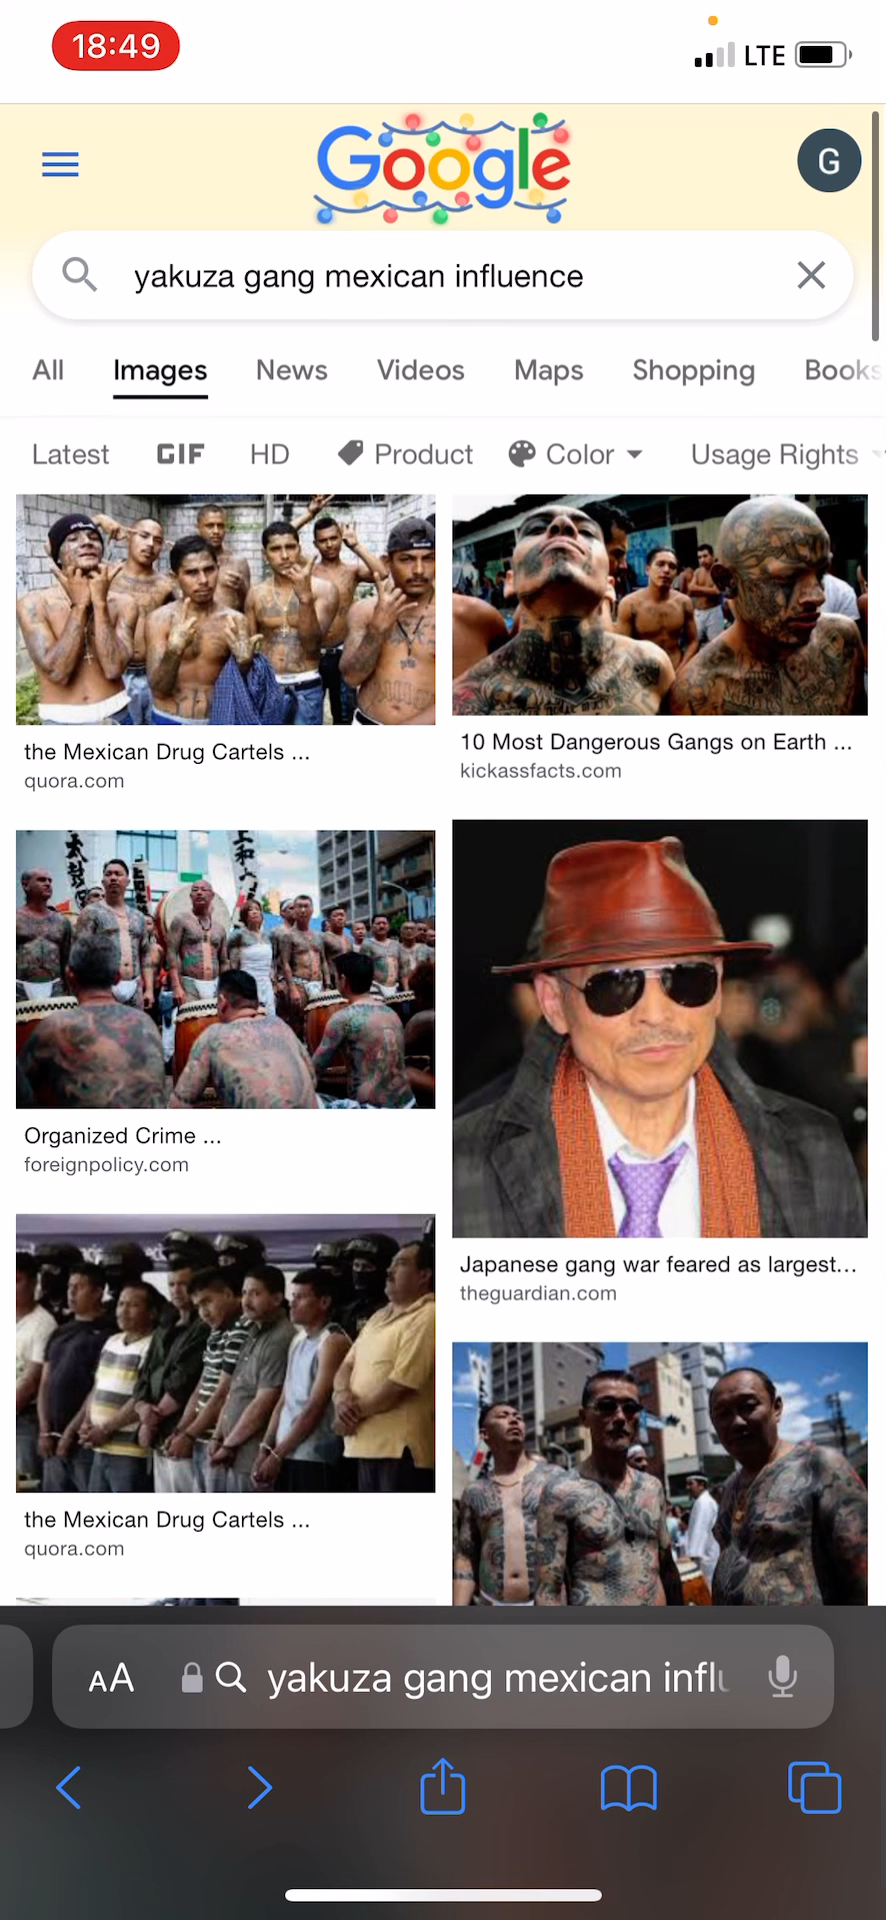 18:49
LTE
Google
G
yakuza gang mexican influence
All Images News Videos Maps Shopping Books
Latest GIF HD Product Color Usage Rights
the Mexican Drug Cartels ...
quora.com
10 Most Dangerous Gangs on Earth ...
kickassfacts.com
Organized Crime ...
foreignpolicy.com
Japanese gang war feared as largest...
theguardian.com
the Mexican Drug Cartels ...
quora.com
AA yakuza gang mexican influ